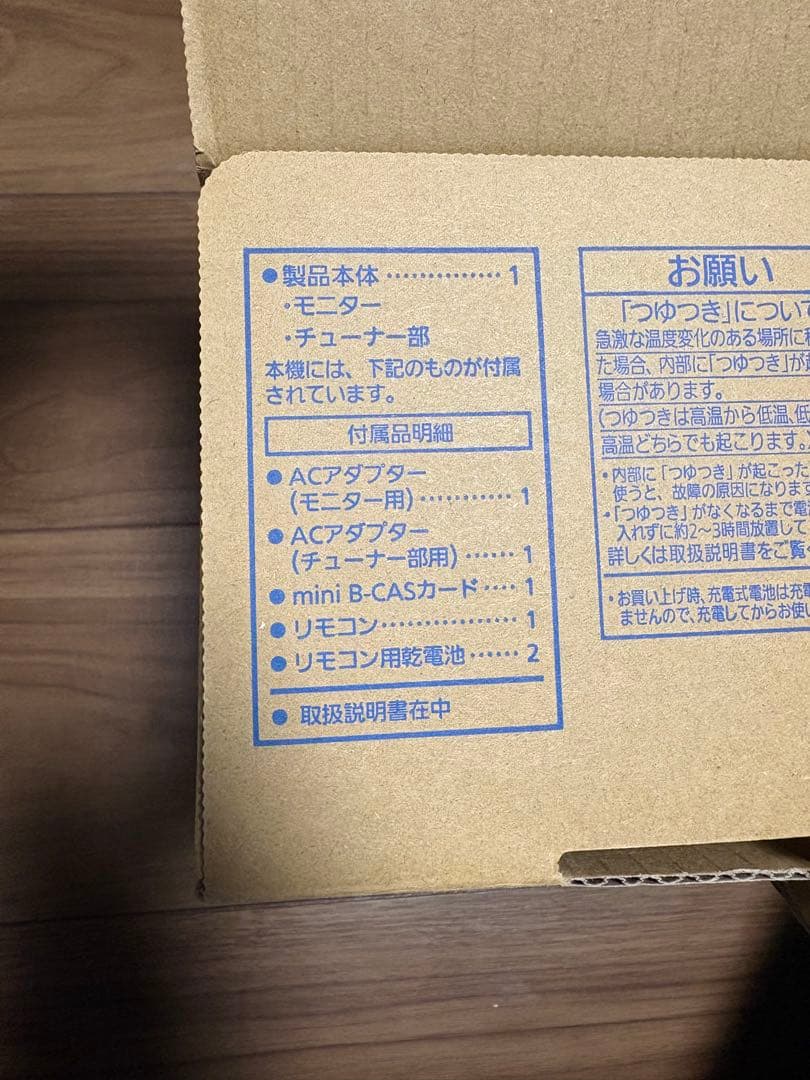 ●製品本体…………… 1
・モニター
・チューナー部
本機には、下記のものが付属
されています。
付属品明細
●ACアダプター
(モニター用)………… 1
●ACアダプター
(チューナー部用)…… 1
●mini B-CASカード…… 1
●リモコン…………… 1
●リモコン用乾電池…… 2
●取扱説明書在中
お願い
「つゆつき」につい
急激な温度変化のある場所に
た場合、内部に「つゆつき」が
場合があります。
(つゆつきは高温から低温、低
高温どちらでも起こります。
・内部に「つゆつき」が起こった
使うと、故障の原因になります
・「つゆつき」がなくなるまで電
入れずに約2〜3時間放置して
詳しくは取扱説明書をご覧
・お買い上げ時、充電式電池は充
ませんので、充電してからお使い